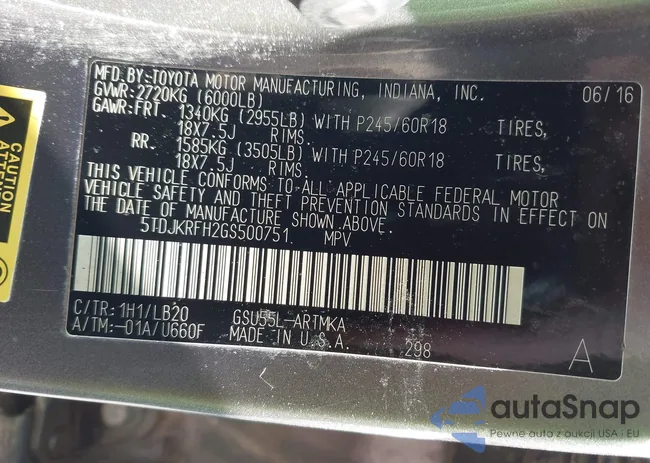 MFD.BY:TOYOTA MOTOR MANUFACTURING, INDIANA, INC. 06/16
GVWR:2720KG (6000LB)
GAWR:FRT. 1340KG (2955LB) WITH P245/60R18 TIRES,
18X7.5J RIMS.
RR. 1585KG (3505LB) WITH P245/60R18 TIRES,
18X7.5J RIMS.
THIS VEHICLE CONFORMS TO ALL APPLICABLE FEDERAL MOTOR
VEHICLE SAFETY AND THEFT PREVENTION STANDARDS IN EFFECT ON
THE DATE OF MANUFACTURE SHOWN ABOVE.
5TDJKRFH2GS500751 MPV
C/TR: 1H1/LB20 GSU55L-ARTMKA
A/TM:-01A/U660F MADE IN U.S.A. 298 A
CAUTION
autaSnap
Pewne auta z aukcji USA i EU